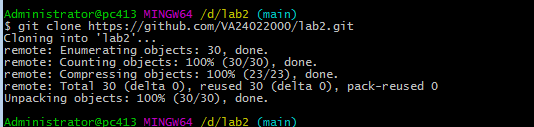 Administrator@pc413 MINGW64 /d/lab2 (main)
$ git clone https://github.com/VA24022000/lab2.git
Cloning into 'lab2'...
remote: Enumerating objects: 30, done.
remote: Counting objects: 100% (30/30), done.
remote: Compressing objects: 100% (23/23), done.
remote: Total 30 (delta 0), reused 30 (delta 0), pack-reused 0
Unpacking objects: 100% (30/30), done.
Administrator@pc413 MINGW64 /d/lab2 (main)